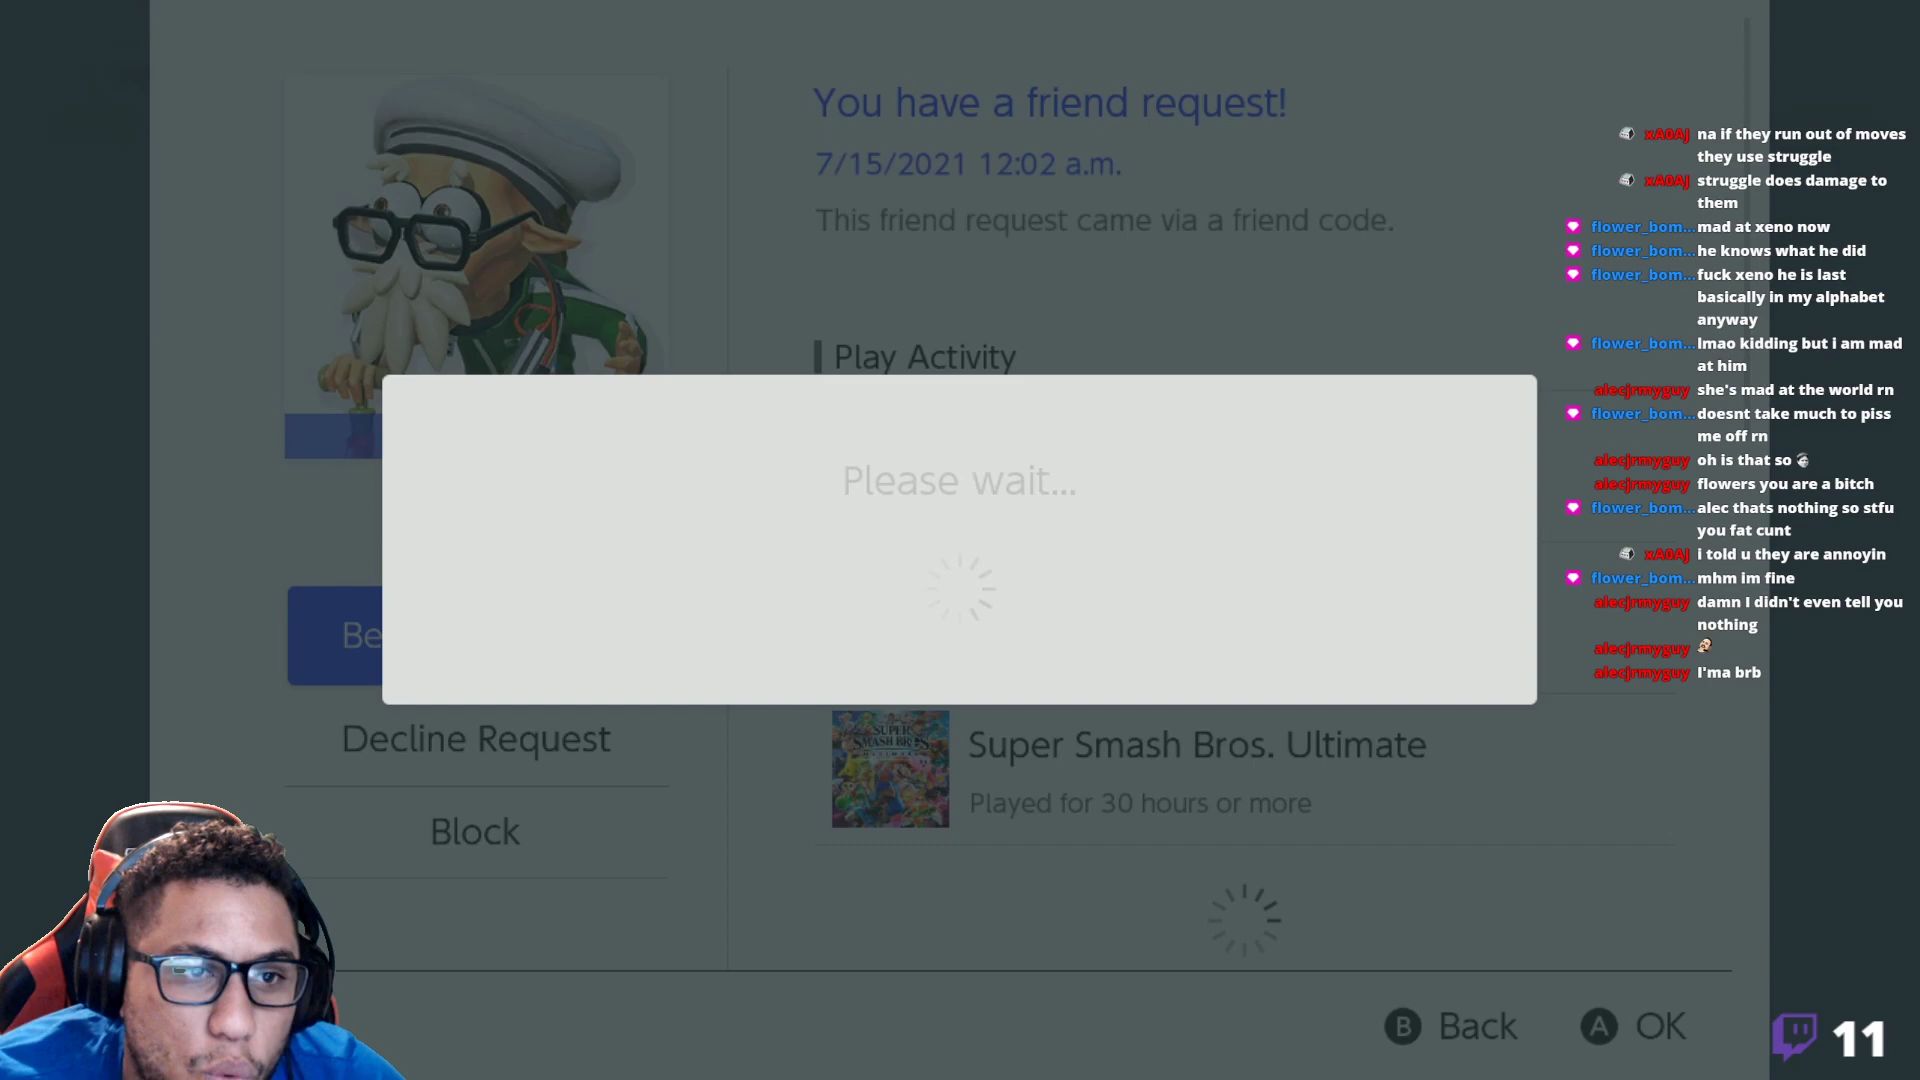 You have a friend request!
7/15/2021 12:02 a.m.
This friend request came via a friend code.
Play Activity
Please wait...
Be
Decline Request
Block
SUPER
SMASH BROS
Super Smash Bros. Ultimate
Played for 30 hours or more
B Back
A OK
xA0AJ na if they run out of moves
they use struggle
xA0AJ struggle does damage to
them
flower_bom... mad at xeno now
flower_bom... he knows what he did
flower_bom... fuck xeno he is last
basically in my alphabet
anyway
flower_bom... lmao kidding but i am mad
at him
alecjrmyguy she's mad at the world rn
flower_bom... doesnt take much to piss
me off rn
alecjrmyguy oh is that so
alecjrmyguy flowers you are a bitch
flower_bom... alec thats nothing so stfu
you fat cunt
xA0AJ i told u they are annoyin
flower_bom... mhm im fine
alecjrmyguy damn I didn't even tell you
nothing
alecjrmyguy
alecjrmyguy I'ma brb
11